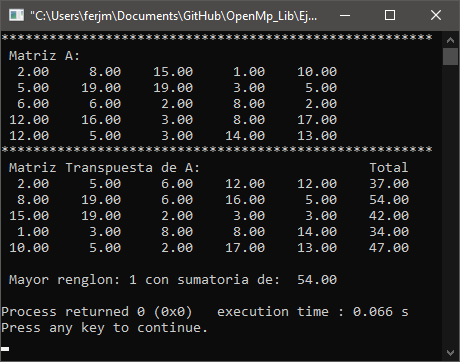 "C:\Users\ferjm\Documents\GitHub\OpenMp_Lib\Ej...
******************************************************
Matriz A:
2.00 8.00 15.00 1.00 10.00
5.00 19.00 19.00 3.00 5.00
6.00 6.00 2.00 8.00 2.00
12.00 16.00 3.00 8.00 17.00
12.00 5.00 3.00 14.00 13.00
******************************************************
Matriz Transpuesta de A: Total
2.00 5.00 6.00 12.00 12.00 37.00
8.00 19.00 6.00 16.00 5.00 54.00
15.00 19.00 2.00 3.00 3.00 42.00
1.00 3.00 8.00 8.00 14.00 34.00
10.00 5.00 2.00 17.00 13.00 47.00
Mayor renglon: 1 con sumatoria de: 54.00
Process returned 0 (0x0) execution time : 0.066 s
Press any key to continue.